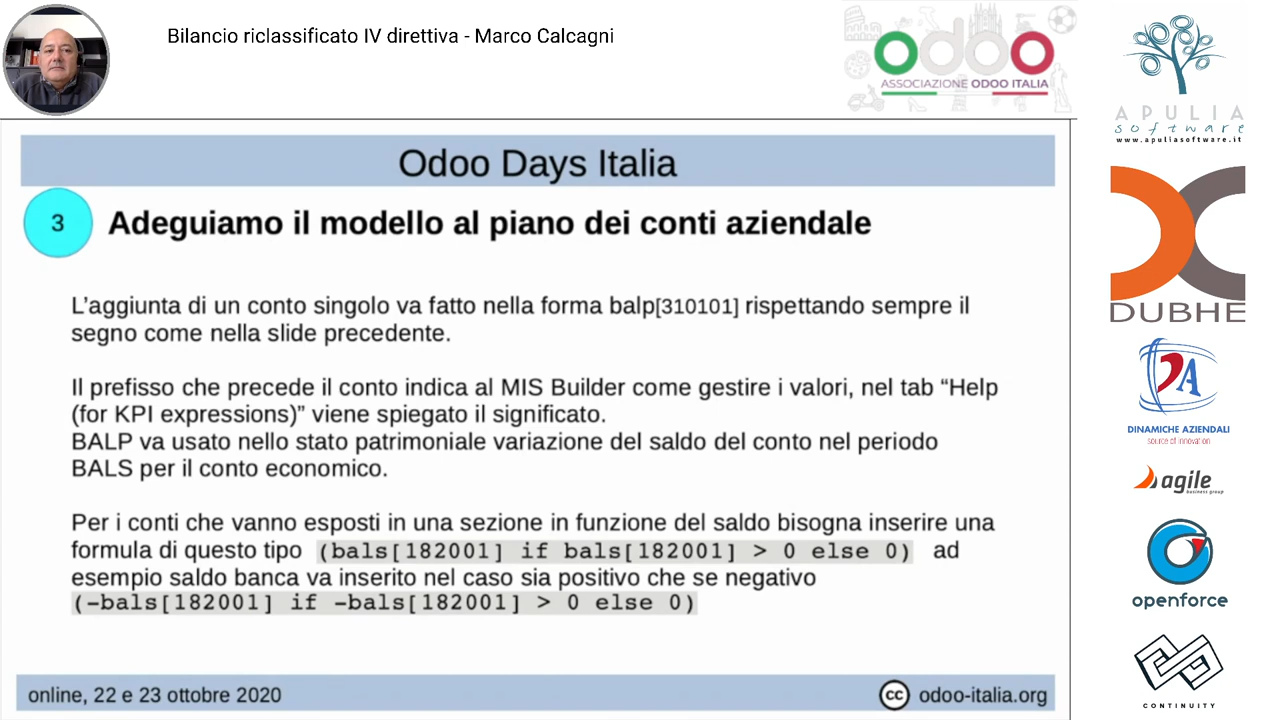 Bilancio riclassificato IV direttiva - Marco Calcagni
odoo
ASSOCIAZIONE ODOO ITALIA
APULIA
software
www.apuliasoftware.it
Odoo Days Italia
3
Adeguiamo il modello al piano dei conti aziendale
L'aggiunta di un conto singolo va fatto nella forma balp[310101] rispettando sempre il
segno come nella slide precedente.
Il prefisso che precede il conto indica al MIS Builder come gestire i valori, nel tab “Help
(for KPI expressions)” viene spiegato il significato.
BALP va usato nello stato patrimoniale variazione del saldo del conto nel periodo
BALS per il conto economico.
Per i conti che vanno esposti in una sezione in funzione del saldo bisogna inserire una
formula di questo tipo (bals[182001] if bals[182001] > 0 else 0) ad
esempio saldo banca va inserito nel caso sia positivo che se negativo
(-bals[182001] if -bals[182001] > 0 else 0)
online, 22 e 23 ottobre 2020
cc odoo-italia.org
DUBHE
DA
DINAMICHE AZIENDALI
source of innovation
agile
business group
openforce
CONTINUITY